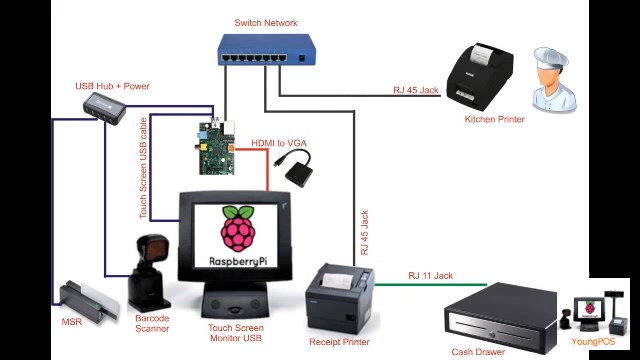 Switch Network
USB Hub + Power
RJ 45 Jack
Kitchen Printer
Touch Screen USB cable
HDMI to VGA
RaspberryPi
RJ 45 Jack
RJ 11 Jack
MSR
Barcode
Scanner
Touch Screen
Monitor USB
Receipt Printer
Cash Drawer
YoungPOS